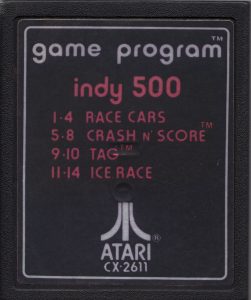 game program™
indy 500
1-4 RACE CARS
5-8 CRASH N' SCORE™
9-10 TAG™
11-14 ICE RACE
ATARI
CX-2611